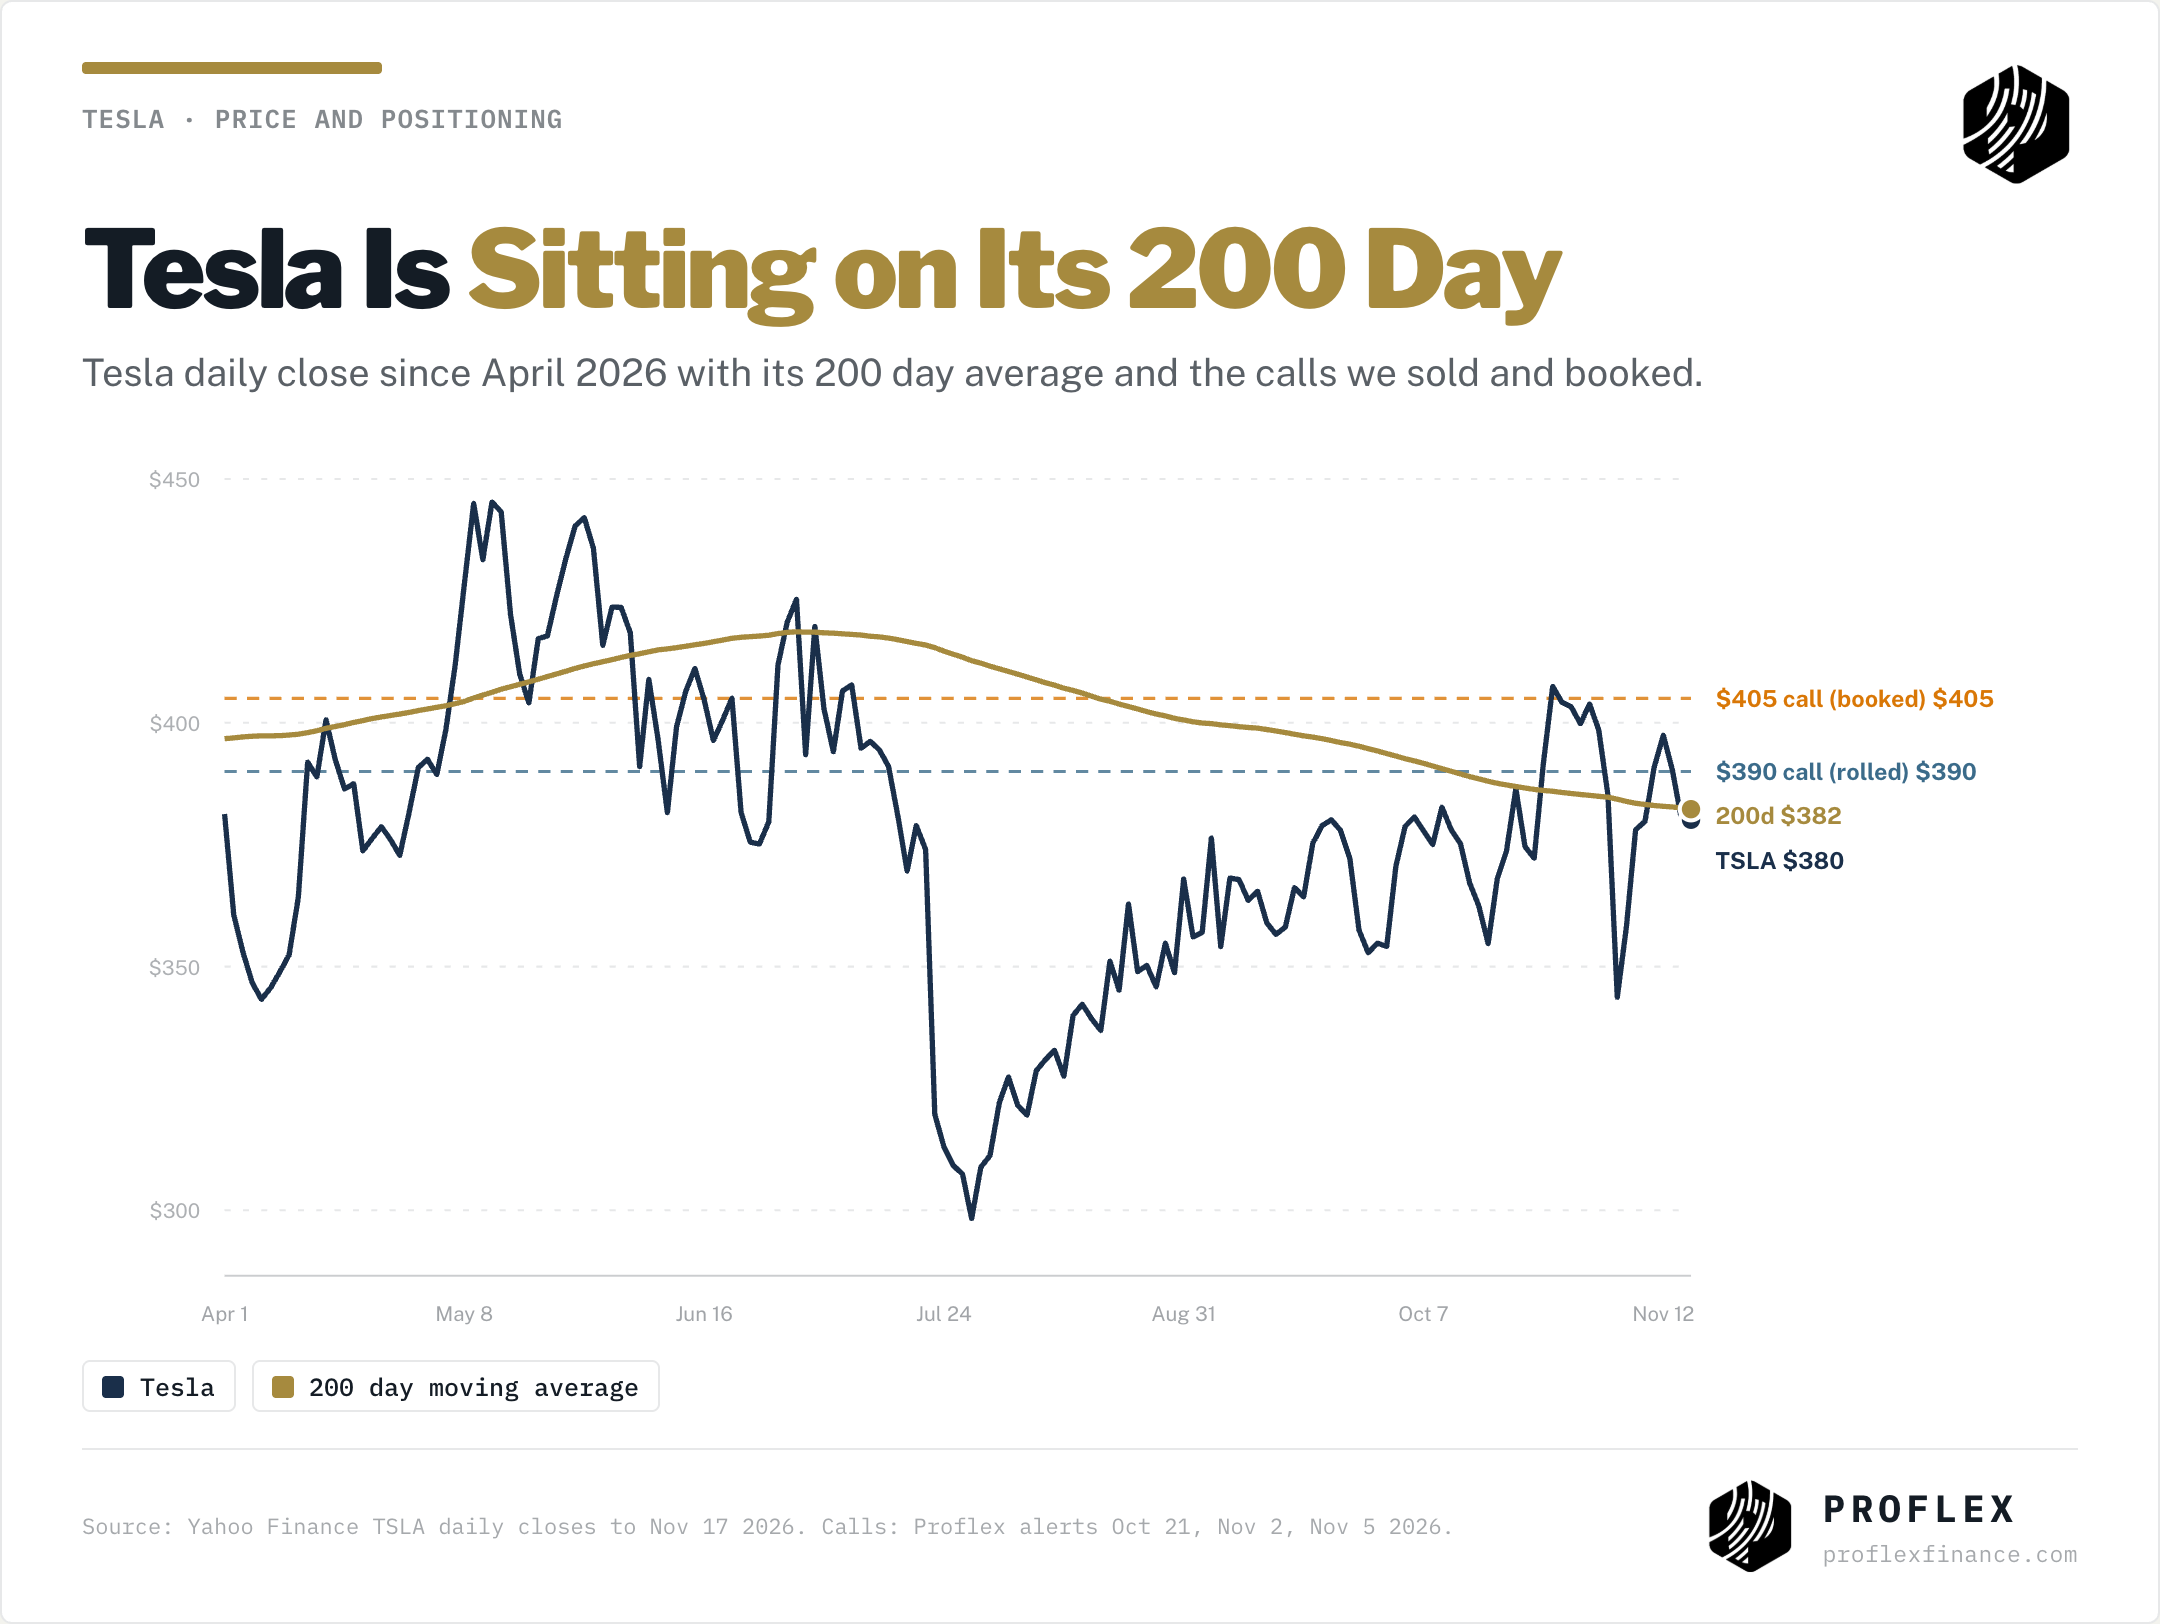 TESLA · PRICE AND POSITIONING
Tesla Is Sitting on Its 200 Day
Tesla daily close since April 2026 with its 200 day average and the calls we sold and booked.
$450
$400
$350
$300
$405 call (booked) $405
$390 call (rolled) $390
200d $382
TSLA $380
Apr 1 May 8 Jun 16 Jul 24 Aug 31 Oct 7 Nov 12
Tesla 200 day moving average
Source: Yahoo Finance TSLA daily closes to Nov 17 2026. Calls: Proflex alerts Oct 21, Nov 2, Nov 5 2026.
PROFLEX
proflexfinance.com